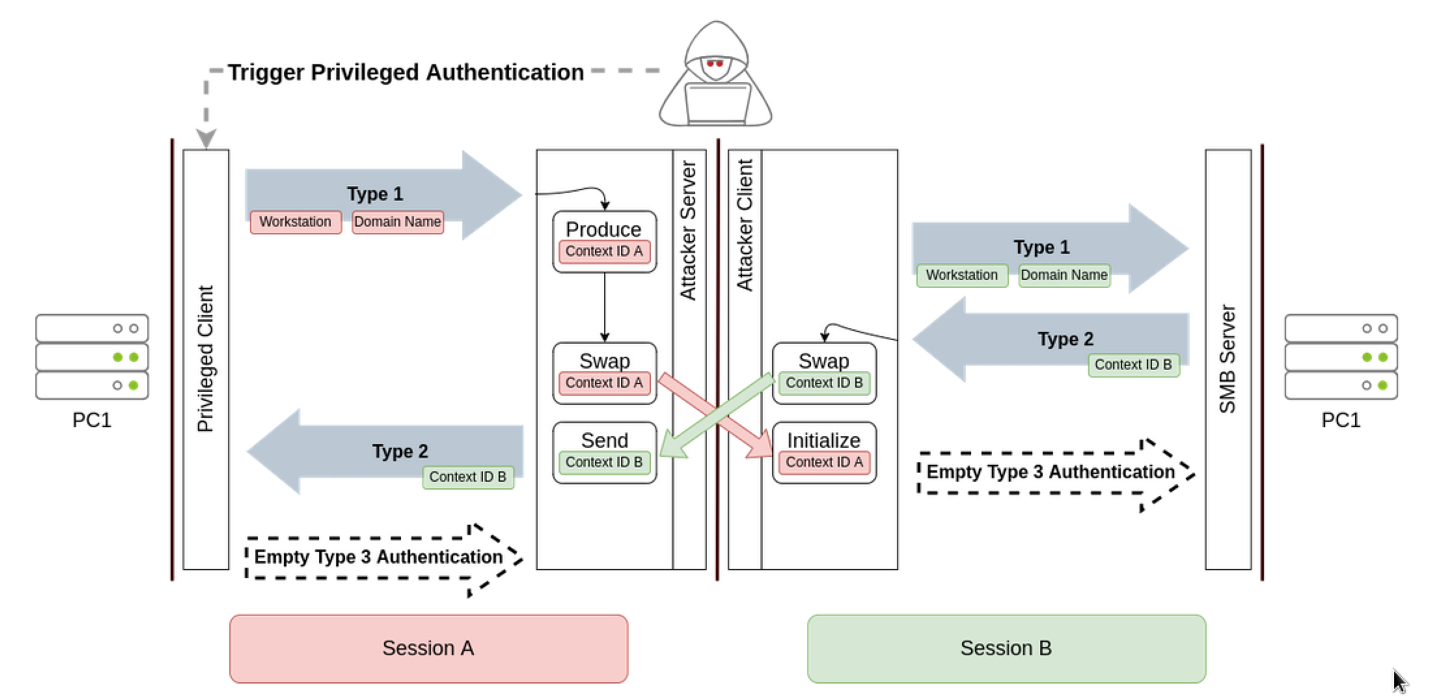 Trigger Privileged Authentication
Privileged Client
Type 1
Workstation
Domain Name
Produce
Context ID A
Swap
Context ID A
Send
Context ID B
Attacker Server
Type 2
Context ID B
Empty Type 3 Authentication
PC1
Attacker Client
Swap
Context ID B
Initialize
Context ID A
Type 1
Workstation
Domain Name
Type 2
Context ID B
Empty Type 3 Authentication
SMB Server
PC1
Session A
Session B